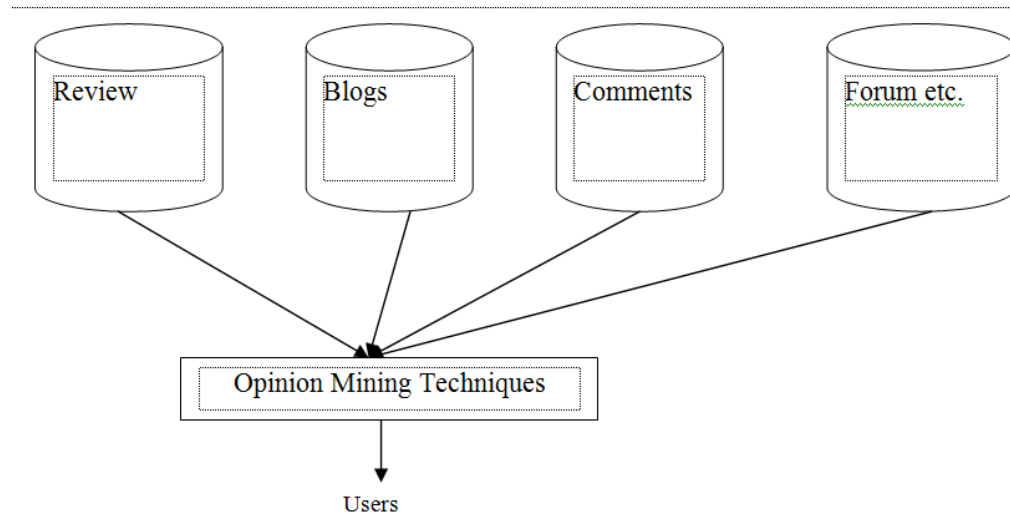 Review
Blogs
Comments
Forum etc.
Opinion Mining Techniques
Users